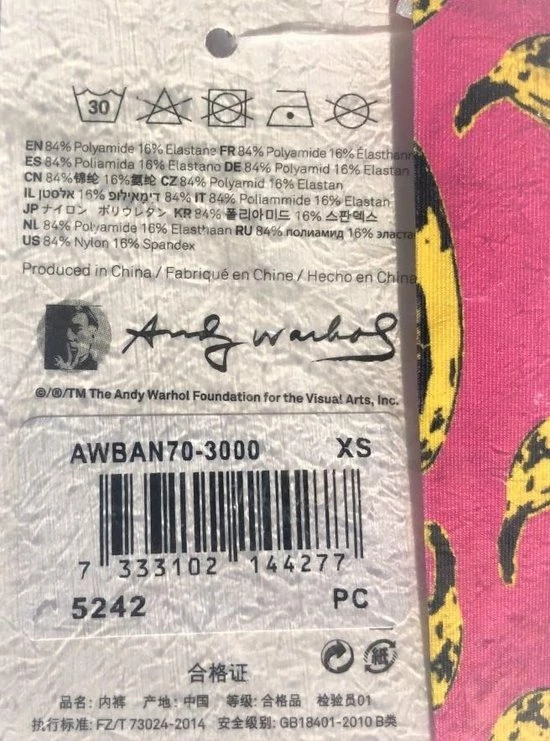 30
EN 84% Polyamide 16% Elastane FR 84% Polyamide 16% Élasthann
ES 84% Poliamida 16% Elastano DE 84% Polyamid 16% Elastan
CN 84%锦纶 16%氨纶 CZ 84% Polyamid 16% Elastan
IL אלסטן 16% פוליאמיד 84% IT 84% Poliammide 16% Elastan
JP ナイロン ポリウレタン KR 84% 폴리아미드 16% 스판덱스
NL 84% Polyamide 16% Elasthaan RU 84% полиамид 16% эласта
US 84% Nylon 16% Spandex
Produced in China / Fabriqué en Chine / Hecho en China
Andy Warhol
©/®/TM The Andy Warhol Foundation for the Visual Arts, Inc.
AWBAN70-3000 XS
7 333102 144277
5242 PC
紙
合格证
品名: 内裤 产地: 中国 等级: 合格品 检验员01
执行标准: FZ/T 73024-2014 安全级别: GB18401-2010 B类